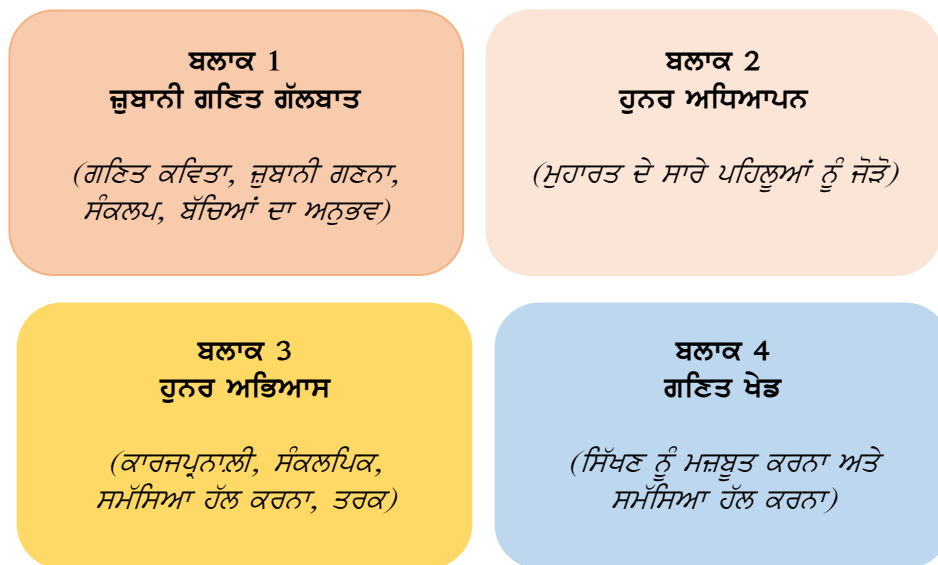 ਬਲਾਕ 1
ਜ਼ੁਬਾਨੀ ਗਣਿਤ ਗੱਲਬਾਤ
(ਗਣਿਤ ਕਵਿਤਾ, ਜ਼ੁਬਾਨੀ ਗਣਨਾ,
ਸੰਕਲਪ, ਬੱਚਿਆਂ ਦਾ ਅਨੁਭਵ)
ਬਲਾਕ 2
ਹੁਨਰ ਅਧਿਆਪਨ
(ਮੁਹਾਰਤ ਦੇ ਸਾਰੇ ਪਹਿਲੂਆਂ ਨੂੰ ਜੋੜੋ)
ਬਲਾਕ 3
ਹੁਨਰ ਅਭਿਆਸ
(ਕਾਰਜਪ੍ਰਨਾਲ਼ੀ, ਸੰਕਲਪਿਕ,
ਸਮੱਸਿਆ ਹੱਲ ਕਰਨਾ, ਤਰਕ)
ਬਲਾਕ 4
ਗਣਿਤ ਖੇਡ
(ਸਿੱਖਣ ਨੂੰ ਮਜ਼ਬੂਤ ਕਰਨਾ ਅਤੇ
ਸਮੱਸਿਆ ਹੱਲ ਕਰਨਾ)